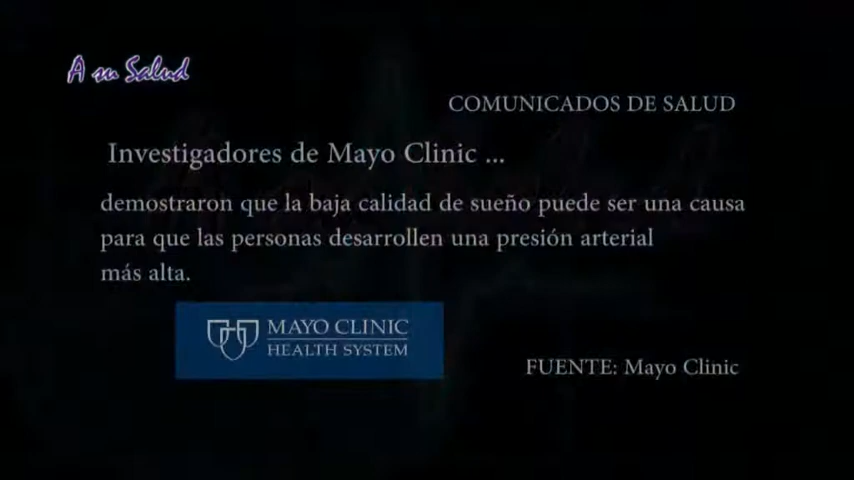 A su Salud
COMUNICADOS DE SALUD
Investigadores de Mayo Clinic ...
demostraron que la baja calidad de sueño puede ser una causa
para que las personas desarrollen una presión arterial
más alta.
MAYO CLINIC
HEALTH SYSTEM
FUENTE: Mayo Clinic